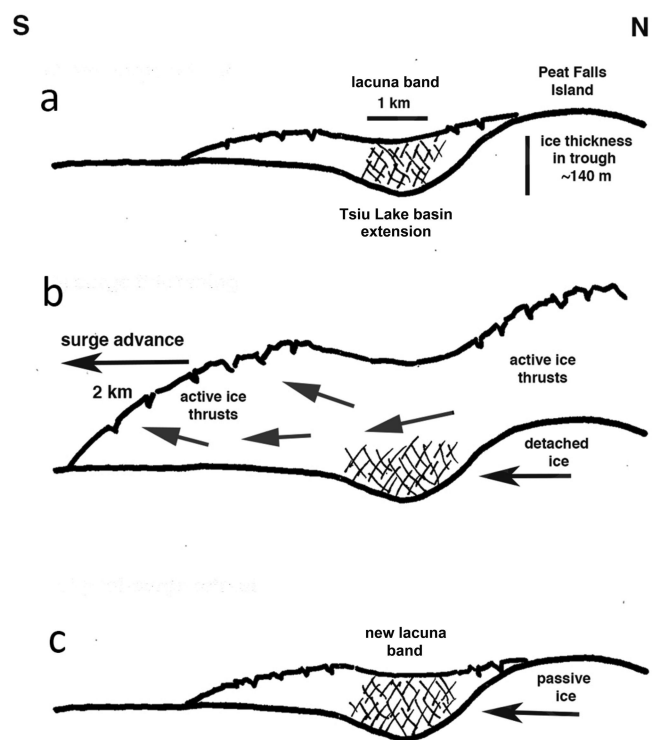 S
N
a
lacuna band
1 km
Peat Falls
Island
ice thickness
in trough
~140 m
Tsiu Lake basin
extension
b
surge advance
2 km
active ice
thrusts
active ice
thrusts
detached
ice
c
new lacuna
band
passive
ice